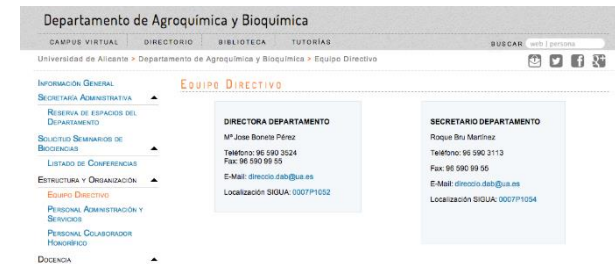 Departamento de Agroquímica y Bioquímica
CAMPUS VIRTUAL DIRECTORIO BIBLIOTECA TUTORÍAS
BUSCAR web | persona
Universidad de Alicante > Departamento de Agroquímica y Bioquímica > Equipo Directivo
INFORMACIÓN GENERAL
SECRETARÍA ADMINISTRATIVA
RESERVA DE ESPACIOS DEL
DEPARTAMENTO
SOLICITUD SEMINARIOS DE
BIOCIENCIAS
LISTADO DE CONFERENCIAS
ESTRUCTURA Y ORGANIZACIÓN
EQUIPO DIRECTIVO
PERSONAL ADMINISTRACIÓN Y
SERVICIOS
PERSONAL COLABORADOR
HONORÍFICO
DOCENCIA
EQUIPO DIRECTIVO
DIRECTORA DEPARTAMENTO
Mª Jose Bonete Pérez
Teléfono: 96 590 3524
Fax: 96 590 99 55
E-Mail: direccio.dab@ua.es
Localización SIGUA: 0007P1052
SECRETARIO DEPARTAMENTO
Roque Bru Martínez
Teléfono: 96 590 3113
Fax: 96 590 99 55
E-Mail: direccio.dab@ua.es
Localización SIGUA: 0007P1054